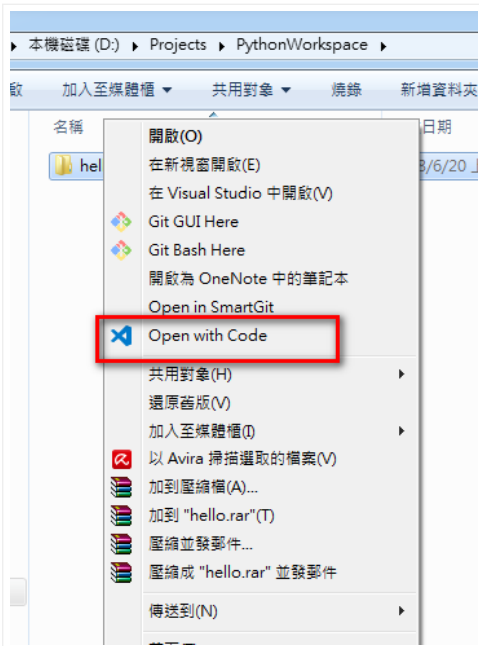 本機磁碟 (D:) ▸ Projects ▸ PythonWorkspace ▸
加入至媒體櫃 ▼ 共用對象 ▼ 燒錄 新增資料夾
名稱 日期
hel 8/6/20 上
開啟(O)
在新視窗開啟(E)
在 Visual Studio 中開啟(V)
Git GUI Here
Git Bash Here
開啟為 OneNote 中的筆記本
Open in SmartGit
Open with Code
共用對象(H)
還原舊版(V)
加入至媒體櫃(I)
以 Avira 掃描選取的檔案(V)
加到壓縮檔(A)...
加到 "hello.rar"(T)
壓縮並發郵件...
壓縮成 "hello.rar" 並發郵件
傳送到(N)